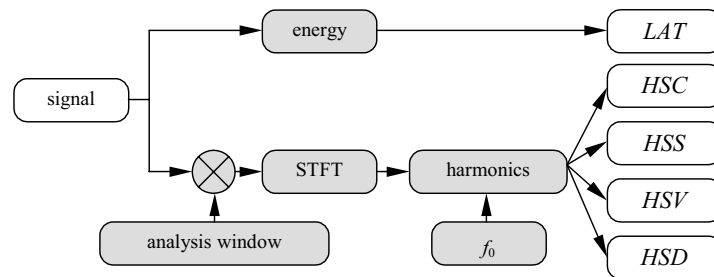 energy
LAT
signal
HSC
HSS
STFT
harmonics
HSV
analysis window
f₀
HSD